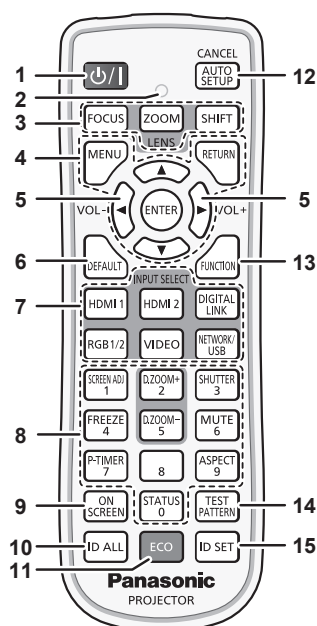 CANCEL
1 ⏻/| AUTO SETUP 12
2
3 FOCUS ZOOM SHIFT
LENS
4 MENU RETURN
5 ▲ 5
VOL- ◀ ENTER ▶ VOL+
▼
6 DEFAULT FUNCTION 13
INPUT SELECT
7 HDMI 1 HDMI 2 DIGITAL LINK
RGB1/2 VIDEO NETWORK/USB
SCREEN ADJ D.ZOOM+ SHUTTER
1 2 3
8 FREEZE D.ZOOM− MUTE
4 5 6
P-TIMER ASPECT
7 8 9
9 ON SCREEN STATUS 0 TEST PATTERN 14
10 ID ALL ECO ID SET 15
11
Panasonic
PROJECTOR